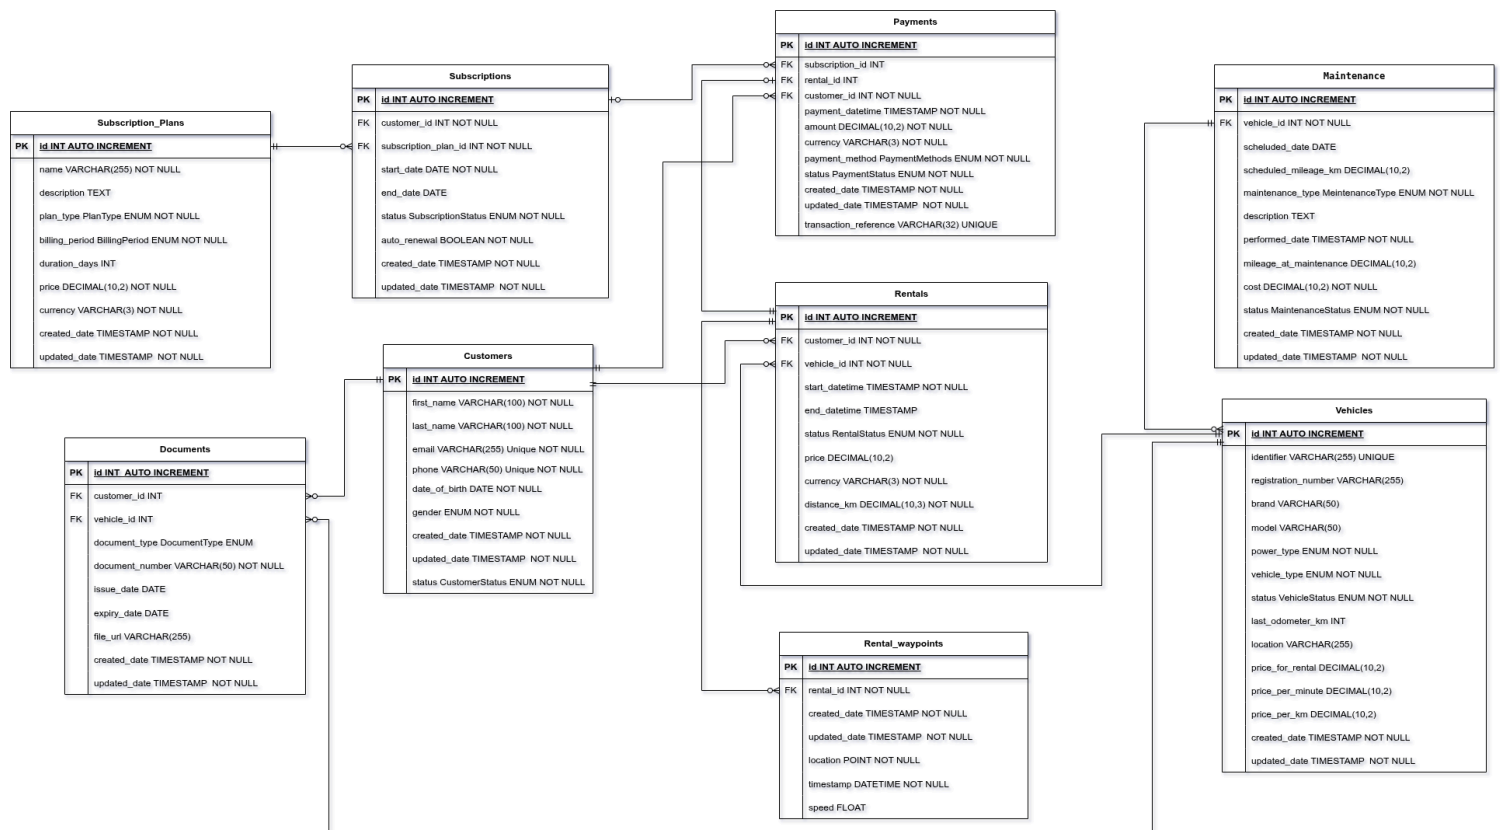 Payments
PK id INT AUTO INCREMENT
FK subscription_id INT
FK rental_id INT
FK customer_id INT NOT NULL
payment_datetime TIMESTAMP NOT NULL
amount DECIMAL(10,2) NOT NULL
currency VARCHAR(3) NOT NULL
payment_method PaymentMethods ENUM NOT NULL
status PaymentStatus ENUM NOT NULL
created_date TIMESTAMP NOT NULL
updated_date TIMESTAMP NOT NULL
transaction_reference VARCHAR(32) UNIQUE
Subscriptions
PK id INT AUTO INCREMENT
FK customer_id INT NOT NULL
FK subscription_plan_id INT NOT NULL
start_date DATE NOT NULL
end_date DATE
status SubscriptionStatus ENUM NOT NULL
auto_renewal BOOLEAN NOT NULL
created_date TIMESTAMP NOT NULL
updated_date TIMESTAMP NOT NULL
Maintenance
PK id INT AUTO INCREMENT
FK vehicle_id INT NOT NULL
scheluded_date DATE
scheduled_mileage_km DECIMAL(10,2)
maintenance_type MeintenanceType ENUM NOT NULL
description TEXT
performed_date TIMESTAMP NOT NULL
mileage_at_maintenance DECIMAL(10,2)
cost DECIMAL(10,2) NOT NULL
status MaintenanceStatus ENUM NOT NULL
created_date TIMESTAMP NOT NULL
updated_date TIMESTAMP NOT NULL
Subscription_Plans
PK id INT AUTO INCREMENT
name VARCHAR(255) NOT NULL
description TEXT
plan_type PlanType ENUM NOT NULL
billing_period BillingPeriod ENUM NOT NULL
duration_days INT
price DECIMAL(10,2) NOT NULL
currency VARCHAR(3) NOT NULL
created_date TIMESTAMP NOT NULL
updated_date TIMESTAMP NOT NULL
Rentals
PK id INT AUTO INCREMENT
FK customer_id INT NOT NULL
FK vehicle_id INT NOT NULL
start_datetime TIMESTAMP NOT NULL
end_datetime TIMESTAMP
status RentalStatus ENUM NOT NULL
price DECIMAL(10,2)
currency VARCHAR(3) NOT NULL
distance_km DECIMAL(10,3) NOT NULL
created_date TIMESTAMP NOT NULL
updated_date TIMESTAMP NOT NULL
Customers
PK id INT AUTO INCREMENT
first_name VARCHAR(100) NOT NULL
last_name VARCHAR(100) NOT NULL
email VARCHAR(255) Unique NOT NULL
phone VARCHAR(50) Unique NOT NULL
date_of_birth DATE NOT NULL
gender ENUM NOT NULL
created_date TIMESTAMP NOT NULL
updated_date TIMESTAMP NOT NULL
status CustomerStatus ENUM NOT NULL
Vehicles
PK id INT AUTO INCREMENT
identifier VARCHAR(255) UNIQUE
registration_number VARCHAR(255)
brand VARCHAR(50)
model VARCHAR(50)
power_type ENUM NOT NULL
vehicle_type ENUM NOT NULL
status VehicleStatus ENUM NOT NULL
last_odometer_km INT
location VARCHAR(255)
price_for_rental DECIMAL(10,2)
price_per_minute DECIMAL(10,2)
price_per_km DECIMAL(10,2)
created_date TIMESTAMP NOT NULL
updated_date TIMESTAMP NOT NULL
Documents
PK id INT AUTO INCREMENT
FK customer_id INT
FK vehicle_id INT
document_type DocumentType ENUM
document_number VARCHAR(50) NOT NULL
issue_date DATE
expiry_date DATE
file_url VARCHAR(255)
created_date TIMESTAMP NOT NULL
updated_date TIMESTAMP NOT NULL
Rental_waypoints
PK id INT AUTO INCREMENT
FK rental_id INT NOT NULL
created_date TIMESTAMP NOT NULL
updated_date TIMESTAMP NOT NULL
location POINT NOT NULL
timestamp DATETIME NOT NULL
speed FLOAT